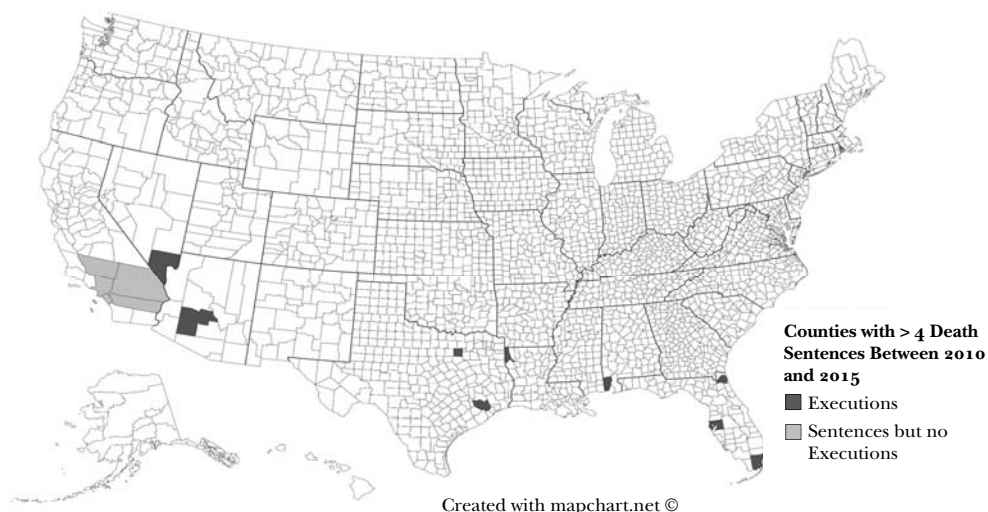 Counties with > 4 Death
Sentences Between 2010
and 2015
Executions
Sentences but no
Executions
Created with mapchart.net ©